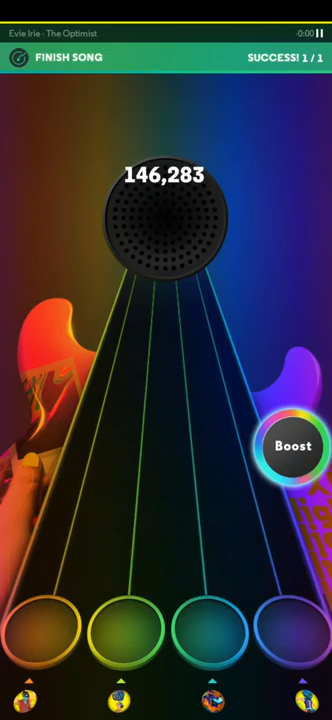 Evie Irie - The Optimist
-0:00
FINISH SONG
SUCCESS! 1 / 1
146,283
Boost